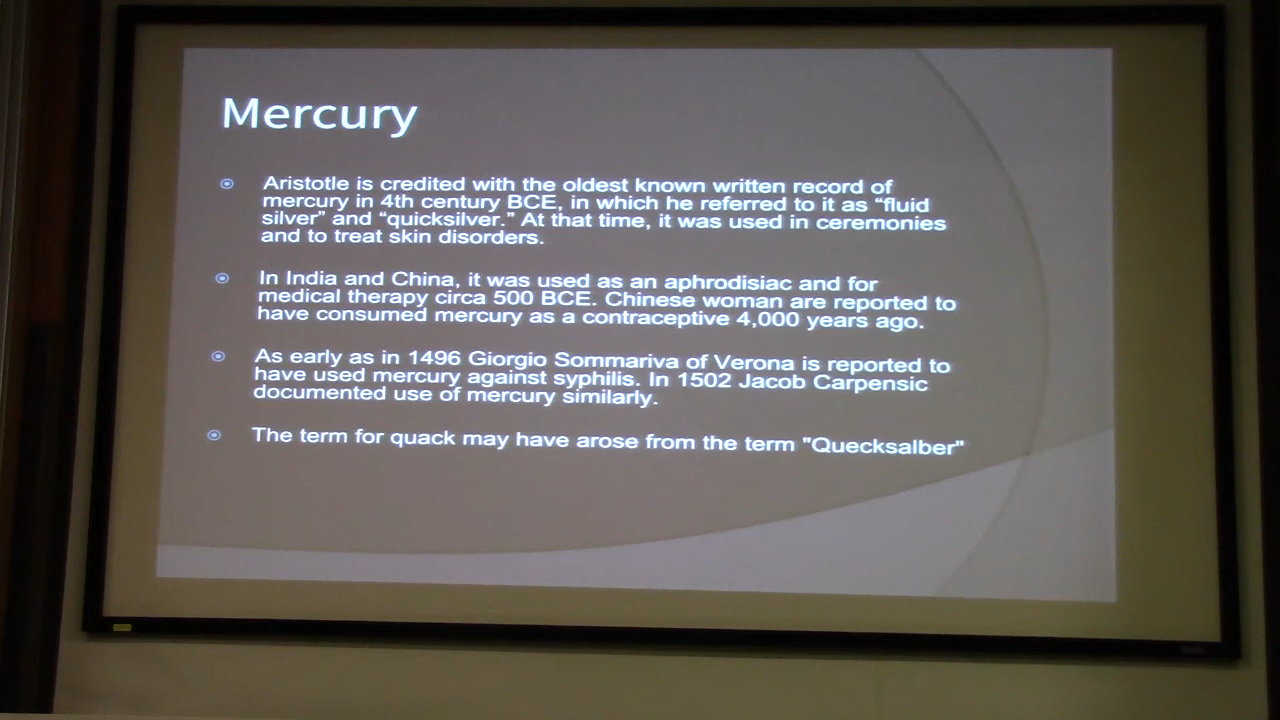 Mercury
Aristotle is credited with the oldest known written record of
mercury in 4th century BCE, in which he referred to it as “fluid
silver” and “quicksilver.” At that time, it was used in ceremonies
and to treat skin disorders.
In India and China, it was used as an aphrodisiac and for
medical therapy circa 500 BCE. Chinese woman are reported to
have consumed mercury as a contraceptive 4,000 years ago.
As early as in 1496 Giorgio Sommariva of Verona is reported to
have used mercury against syphilis. In 1502 Jacob Carpensic
documented use of mercury similarly.
The term for quack may have arose from the term "Quecksalber"